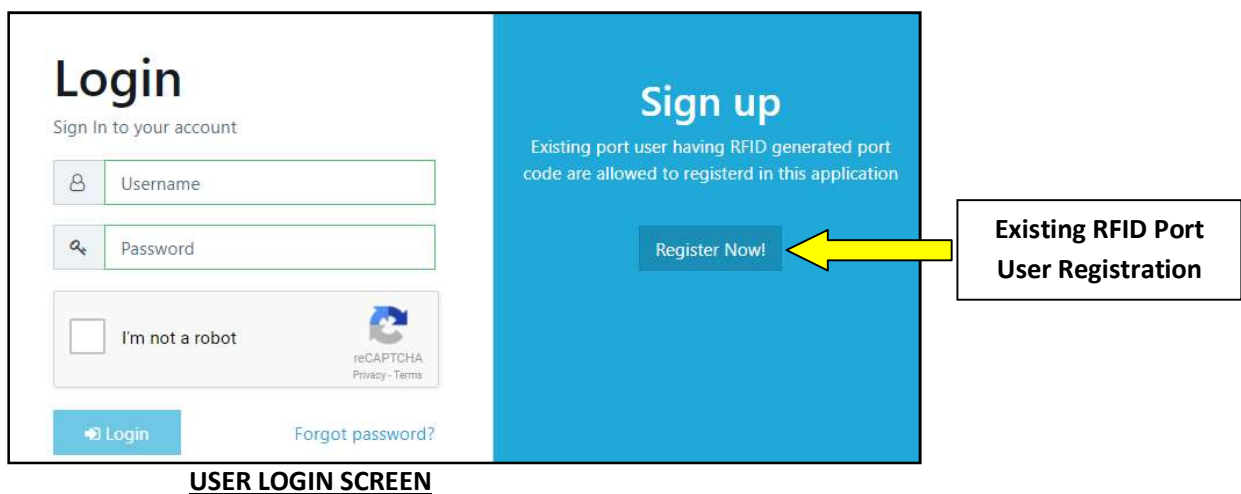 Login
Sign In to your account
Username
Password
I'm not a robot
reCAPTCHA
Privacy - Terms
Login
Forgot password?
Sign up
Existing port user having RFID generated port
code are allowed to registerd in this application
Register Now!
Existing RFID Port
User Registration
USER LOGIN SCREEN